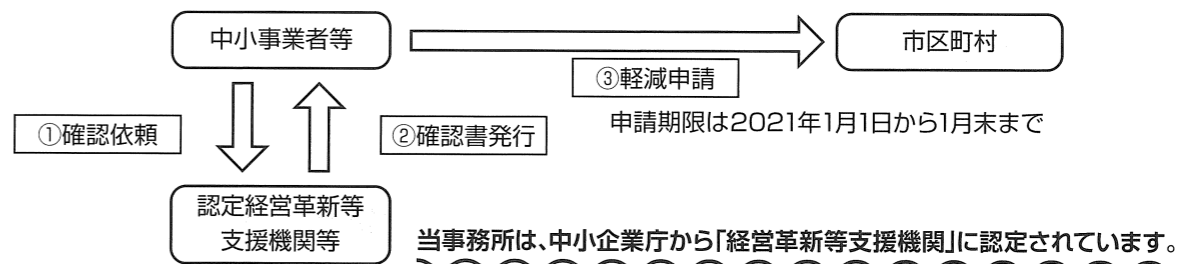 中小事業者等
市区町村
③軽減申請
申請期限は2021年1月1日から1月末まで
①確認依頼
②確認書発行
認定経営革新等
支援機関等
当事務所は、中小企業庁から「経営革新等支援機関」に認定されています。